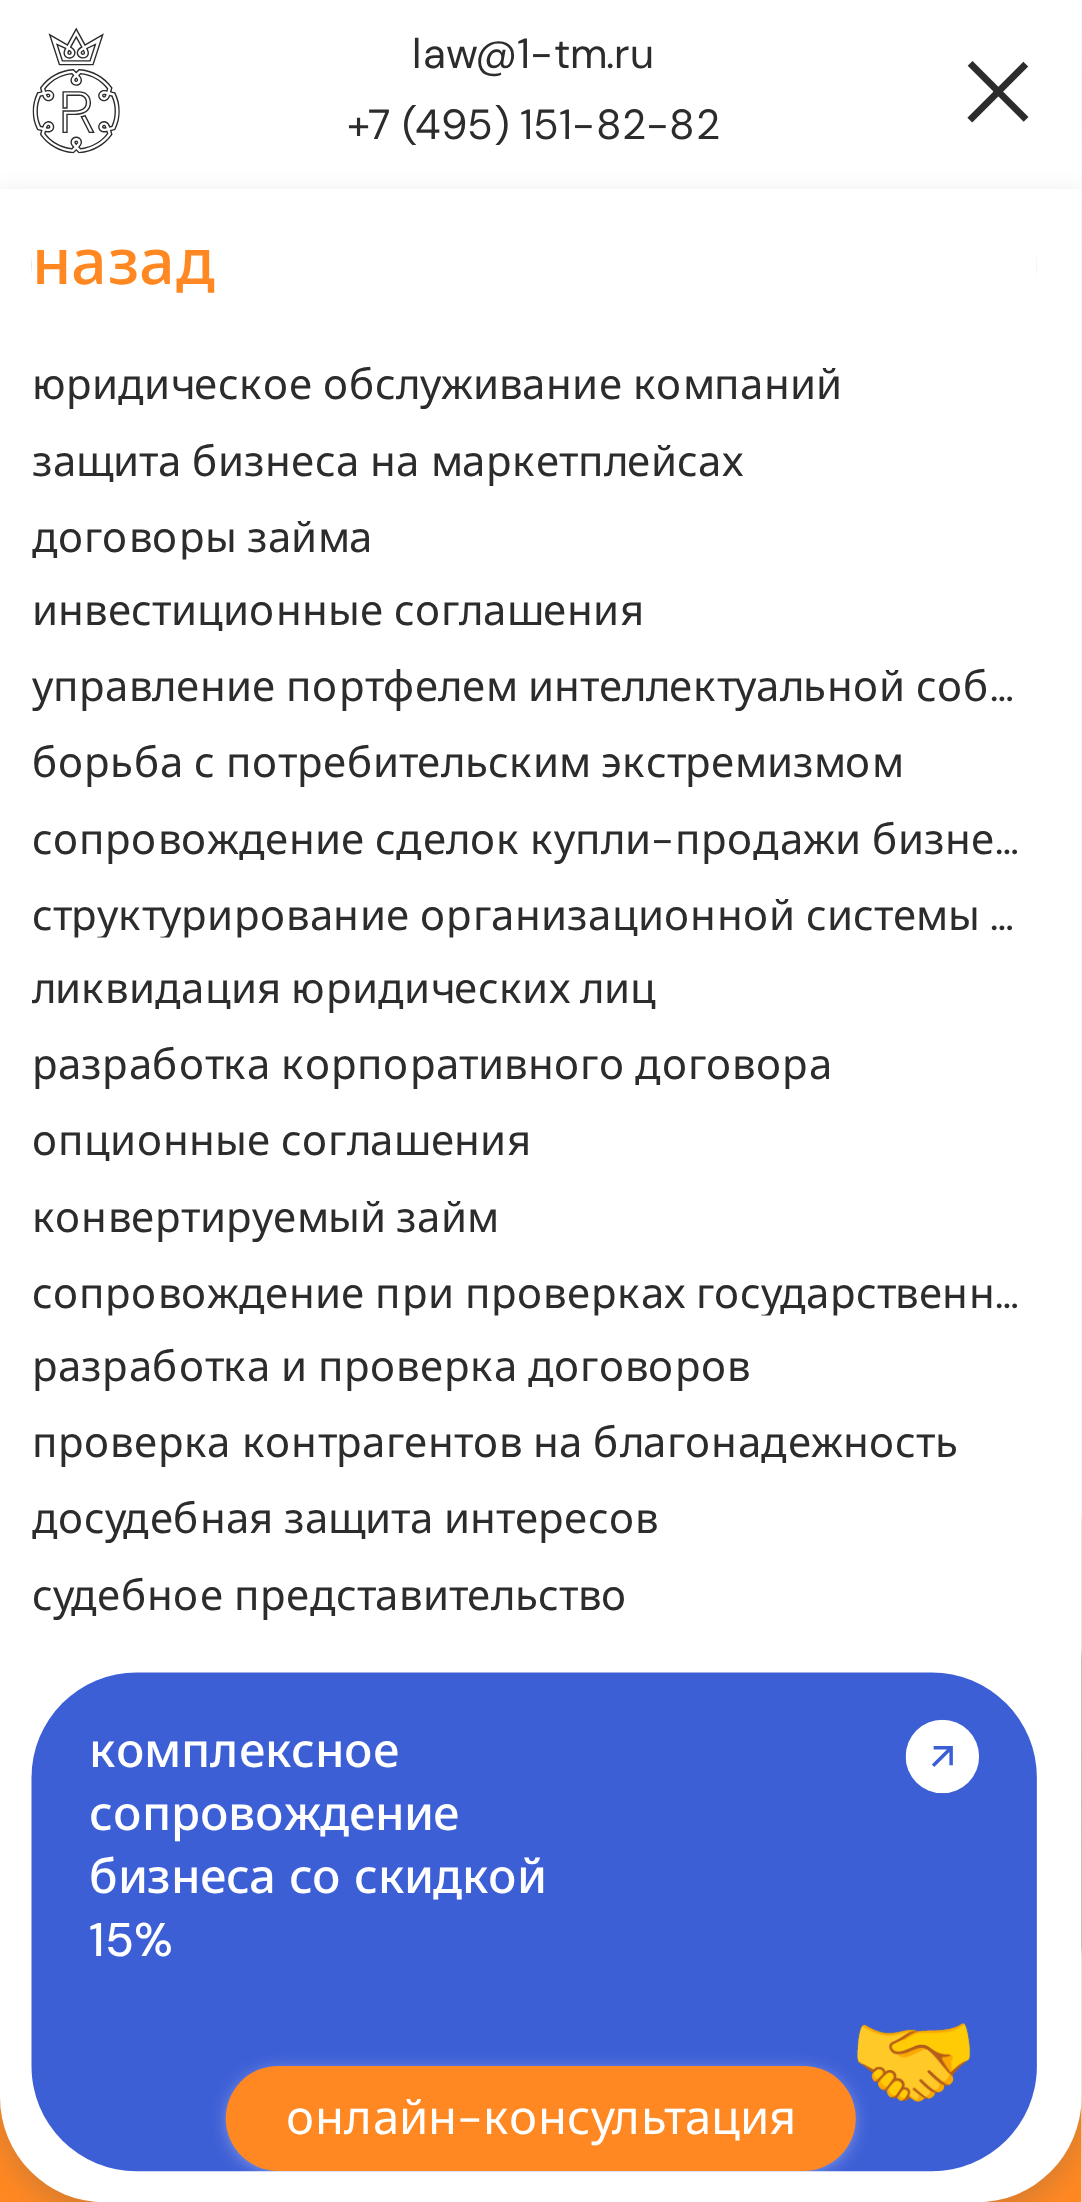 R
law@1-tm.ru
+7 (495) 151-82-82
назад
юридическое обслуживание компаний
защита бизнеса на маркетплейсах
договоры займа
инвестиционные соглашения
управление портфелем интеллектуальной соб...
борьба с потребительским экстремизмом
сопровождение сделок купли-продажи бизне...
структурирование организационной системы ...
ликвидация юридических лиц
разработка корпоративного договора
опционные соглашения
конвертируемый займ
сопровождение при проверках государственн...
разработка и проверка договоров
проверка контрагентов на благонадежность
досудебная защита интересов
судебное представительство
комплексное
сопровождение
бизнеса со скидкой
15%
онлайн-консультация